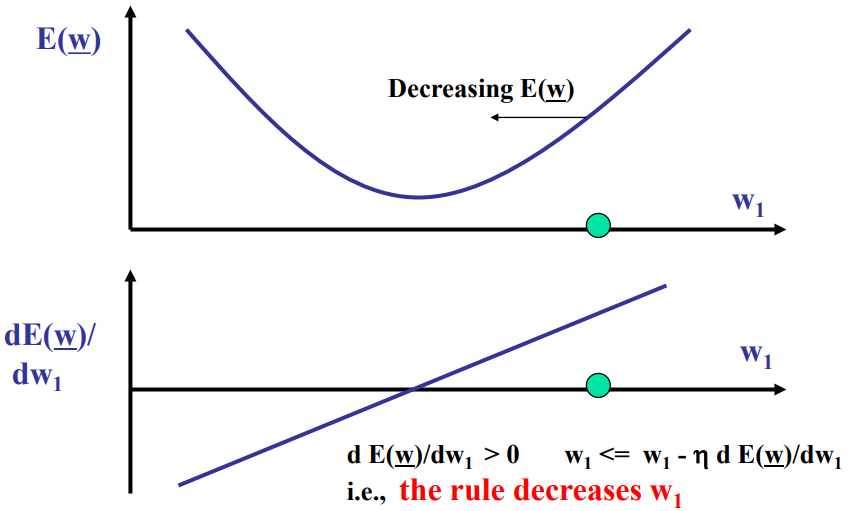 E(w)
Decreasing E(w)
w₁
dE(w)/
dw₁
w₁
d E(w)/dw₁ > 0 w₁ <= w₁ - η d E(w)/dw₁
i.e., the rule decreases w₁